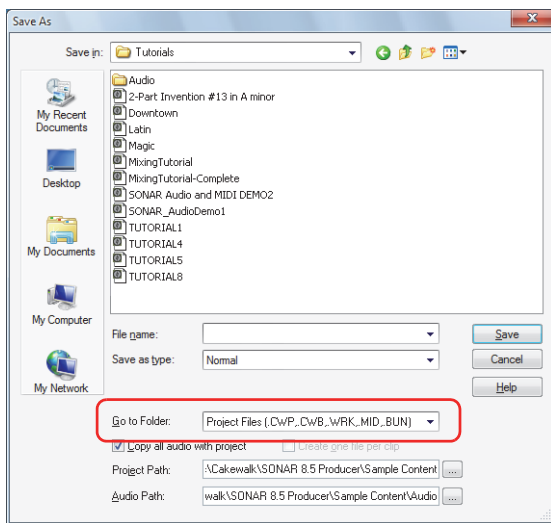 Save As
Save in: Tutorials
My Recent Documents
Desktop
My Documents
My Computer
My Network
Audio
2-Part Invention #13 in A minor
Downtown
Latin
Magic
MixingTutorial
MixingTutorial-Complete
SONAR Audio and MIDI DEMO2
SONAR_AudioDemo1
TUTORIAL1
TUTORIAL4
TUTORIAL5
TUTORIAL8
File name:
Save
Save as type: Normal
Cancel
Help
Go to Folder: Project Files (.CWP,.CWB,.WRK,.MID,.BUN)
Copy all audio with project
Create one file per clip
Project Path: :\Cakewalk\SONAR 8.5 Producer\Sample Content ...
Audio Path: walk\SONAR 8.5 Producer\Sample Content\Audio ...